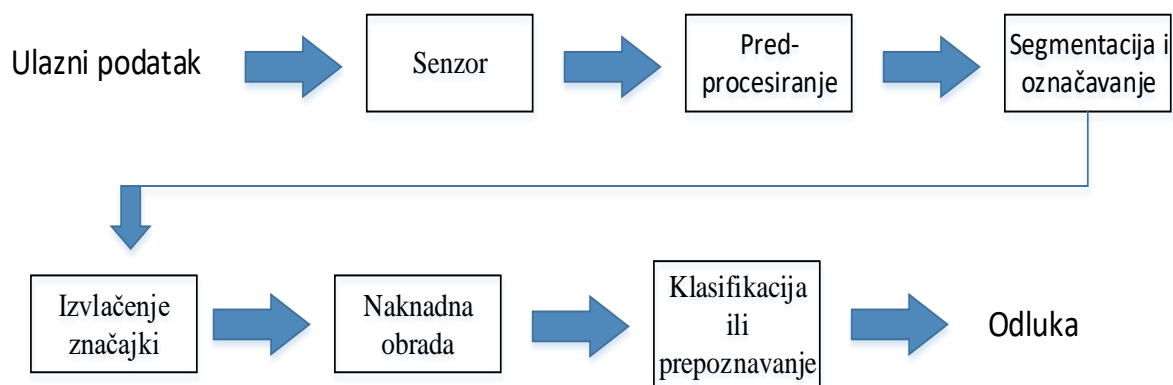 Ulazni podatak
Senzor
Pred-
procesiranje
Segmentacija i
označavanje
Izvlačenje
značajki
Naknadna
obrada
Klasifikacija
ili
prepoznavanje
Odluka